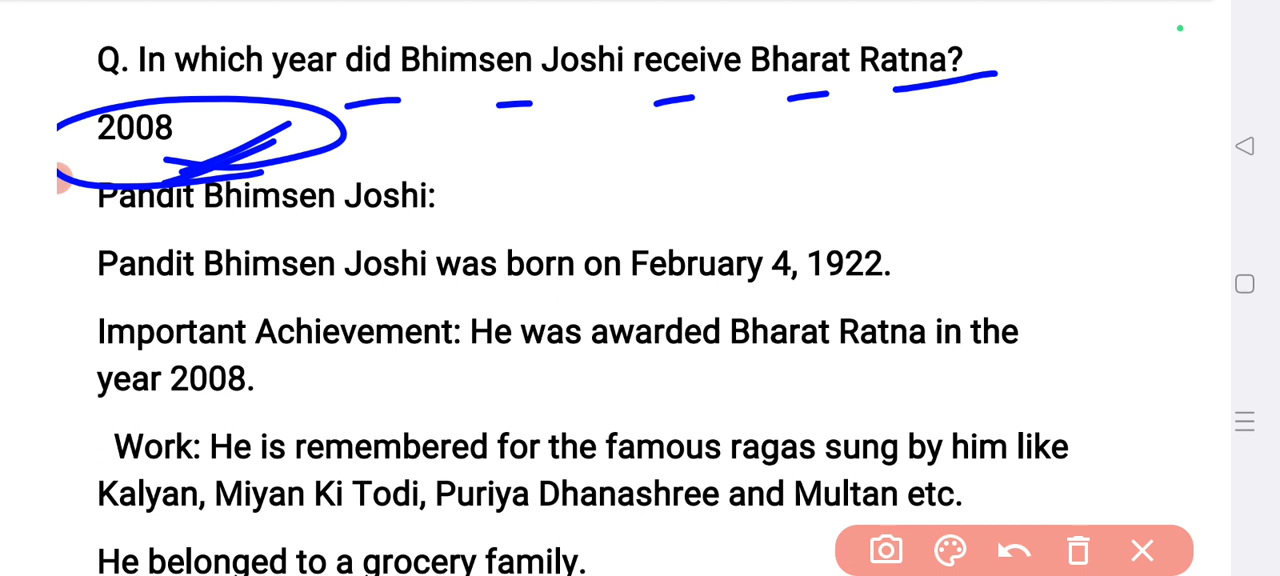 Q. In which year did Bhimsen Joshi receive Bharat Ratna?
2008
Pandit Bhimsen Joshi:
Pandit Bhimsen Joshi was born on February 4, 1922.
Important Achievement: He was awarded Bharat Ratna in the
year 2008.
Work: He is remembered for the famous ragas sung by him like
Kalyan, Miyan Ki Todi, Puriya Dhanashree and Multan etc.
He belonged to a grocery family.